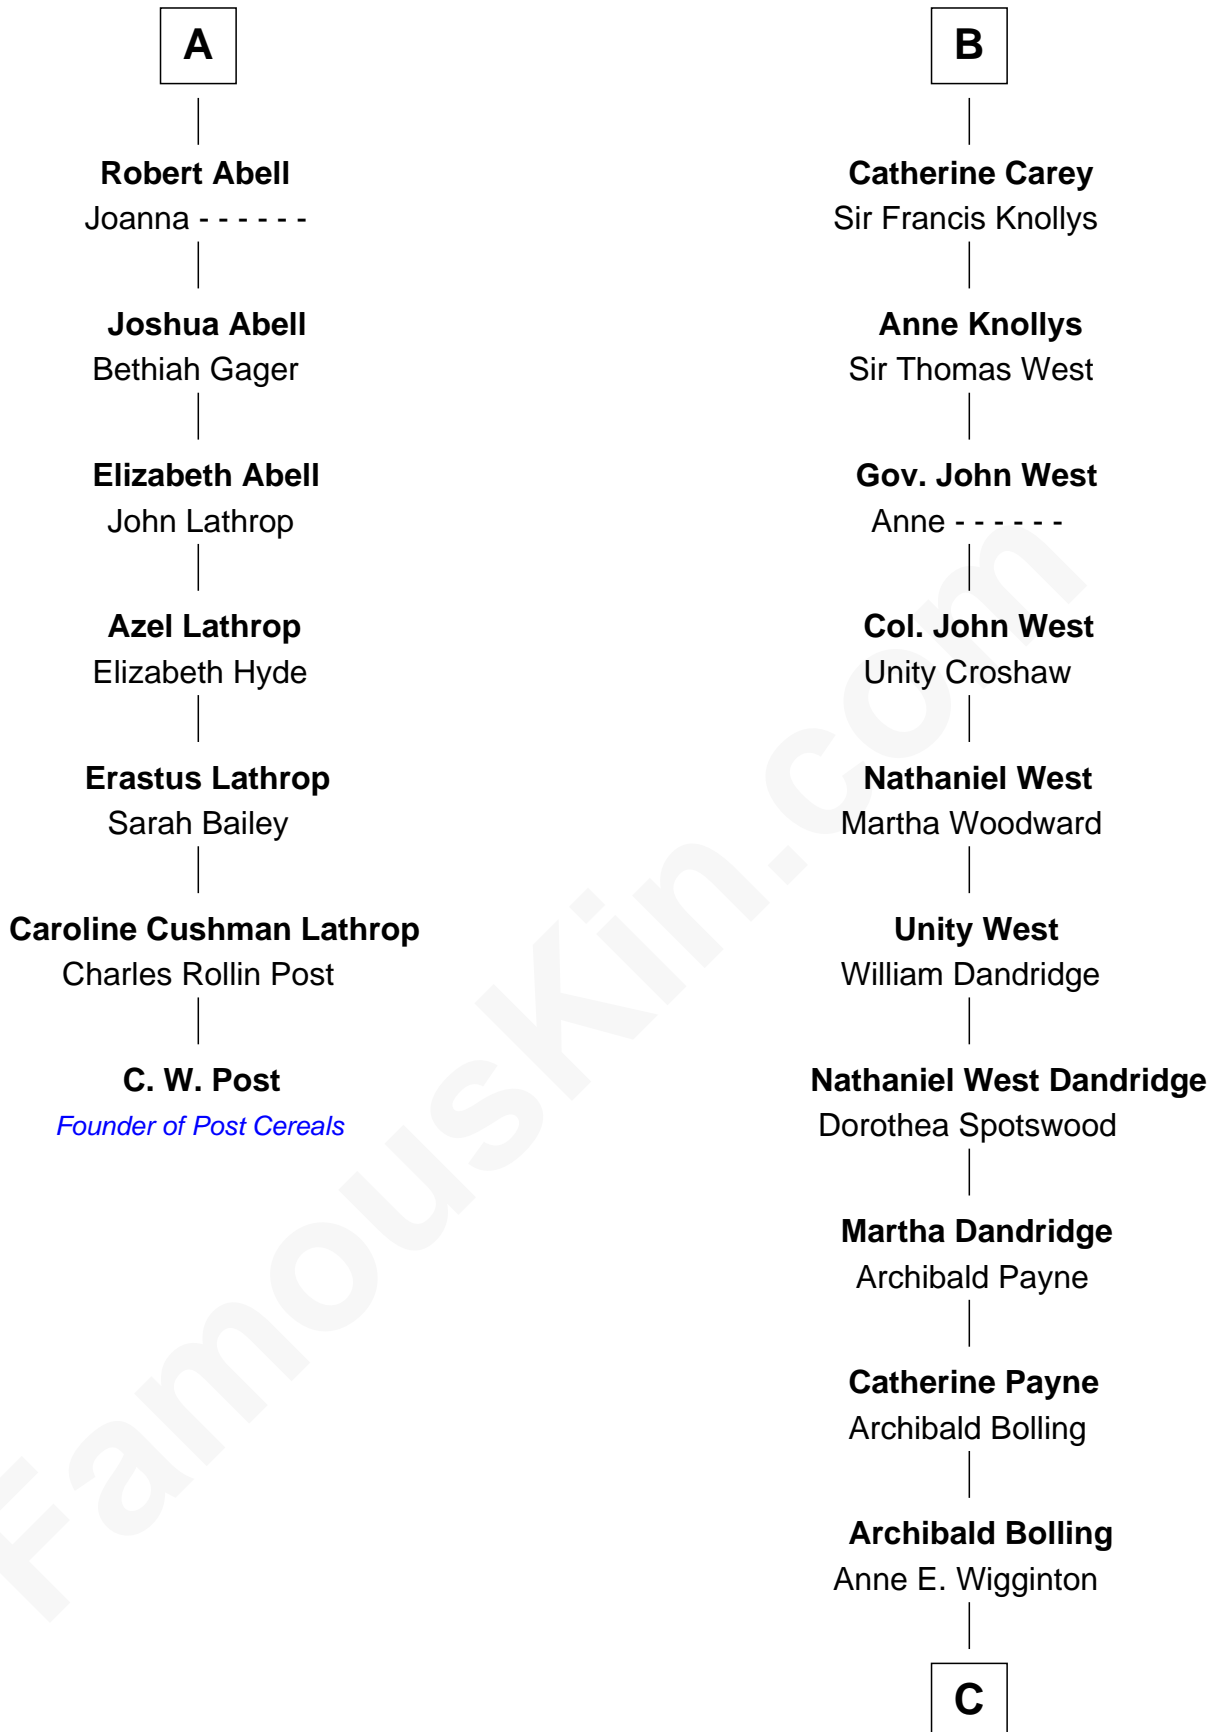 A
Robert Abell
Joanna - - - - - -
Joshua Abell
Bethiah Gager
Elizabeth Abell
John Lathrop
Azel Lathrop
Elizabeth Hyde
Erastus Lathrop
Sarah Bailey
Caroline Cushman Lathrop
Charles Rollin Post
C. W. Post
Founder of Post Cereals
B
Catherine Carey
Sir Francis Knollys
Anne Knollys
Sir Thomas West
Gov. John West
Anne - - - - - -
Col. John West
Unity Croshaw
Nathaniel West
Martha Woodward
Unity West
William Dandridge
Nathaniel West Dandridge
Dorothea Spotswood
Martha Dandridge
Archibald Payne
Catherine Payne
Archibald Bolling
Archibald Bolling
Anne E. Wigginton
C
FamousKin.com